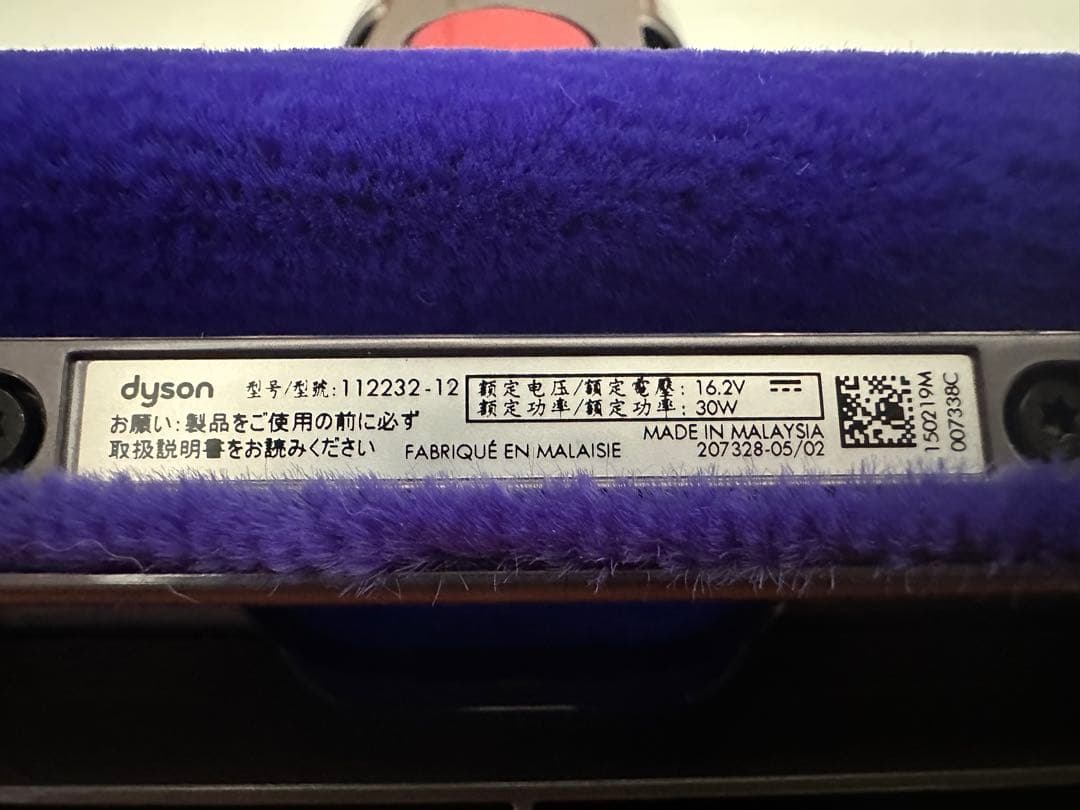 dyson 型号/型號:112232-12
额定电压/額定電壓: 16.2V
额定功率/額定功率: 30W
お願い:製品をご使用の前に必ず
取扱説明書をお読みください
FABRIQUÉ EN MALAISIE
MADE IN MALAYSIA
207328-05/02
150219M
007338C